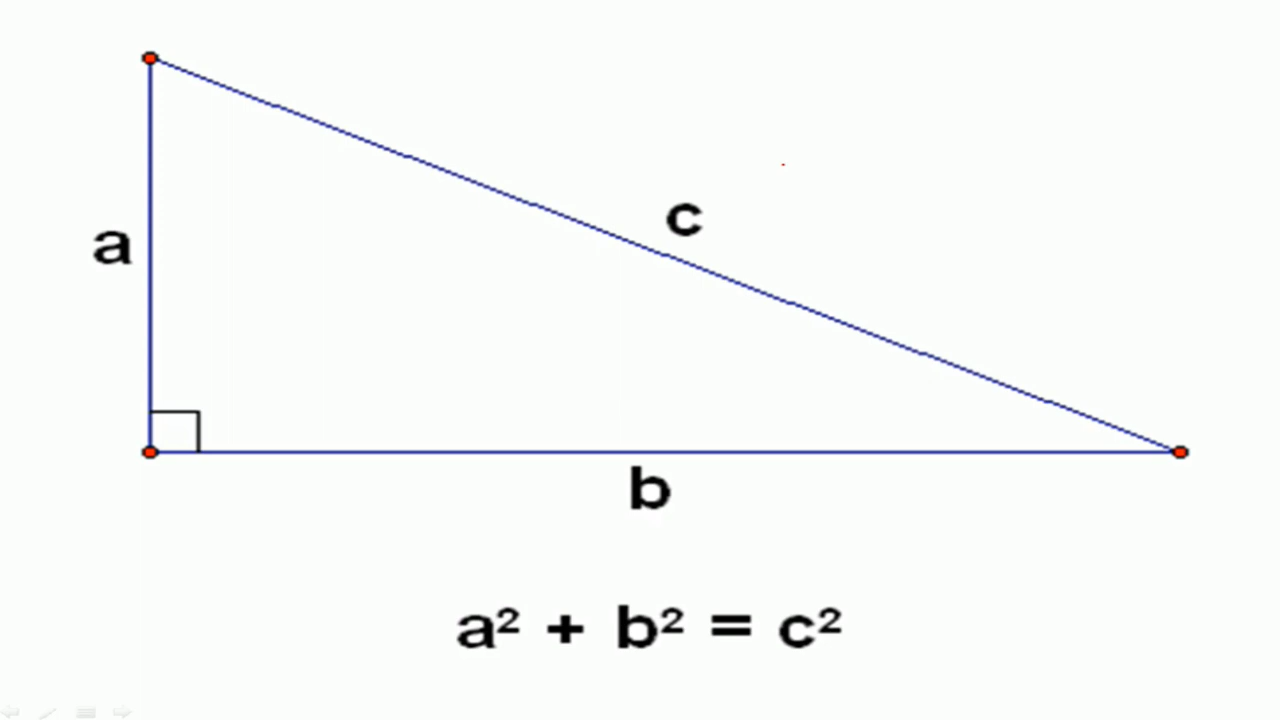 c
a
b
a² + b² = c²